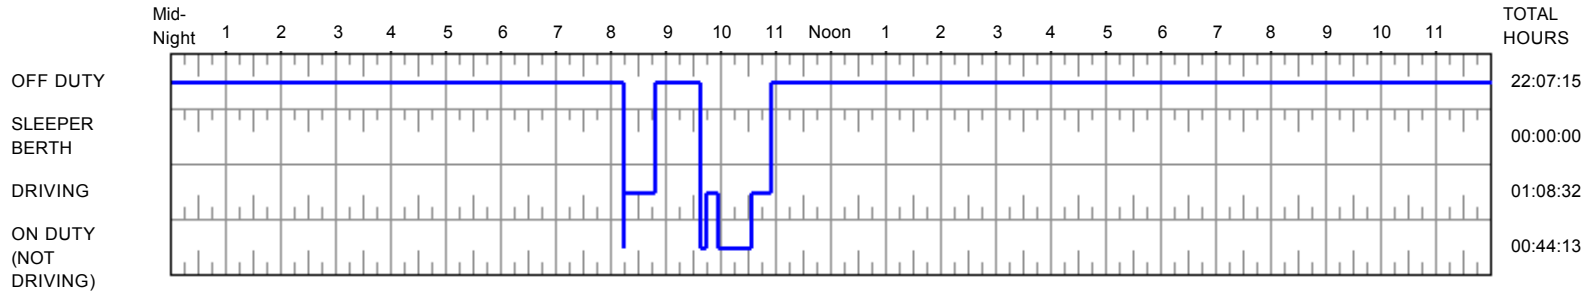 Mid-
Night 1 2 3 4 5 6 7 8 9 10 11 Noon 1 2 3 4 5 6 7 8 9 10 11
TOTAL
HOURS
OFF DUTY 22:07:15
SLEEPER
BERTH 00:00:00
DRIVING 01:08:32
ON DUTY
(NOT
DRIVING) 00:44:13